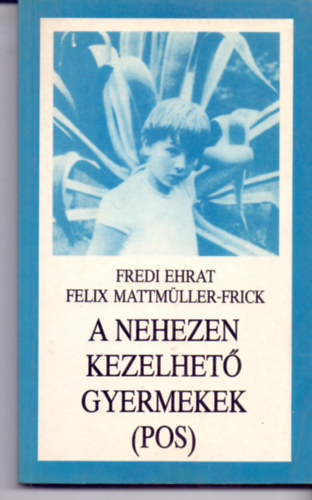 FREDI EHRAT
FELIX MATTMÜLLER-FRICK
A NEHEZEN
KEZELHETŐ
GYERMEKEK
(POS)